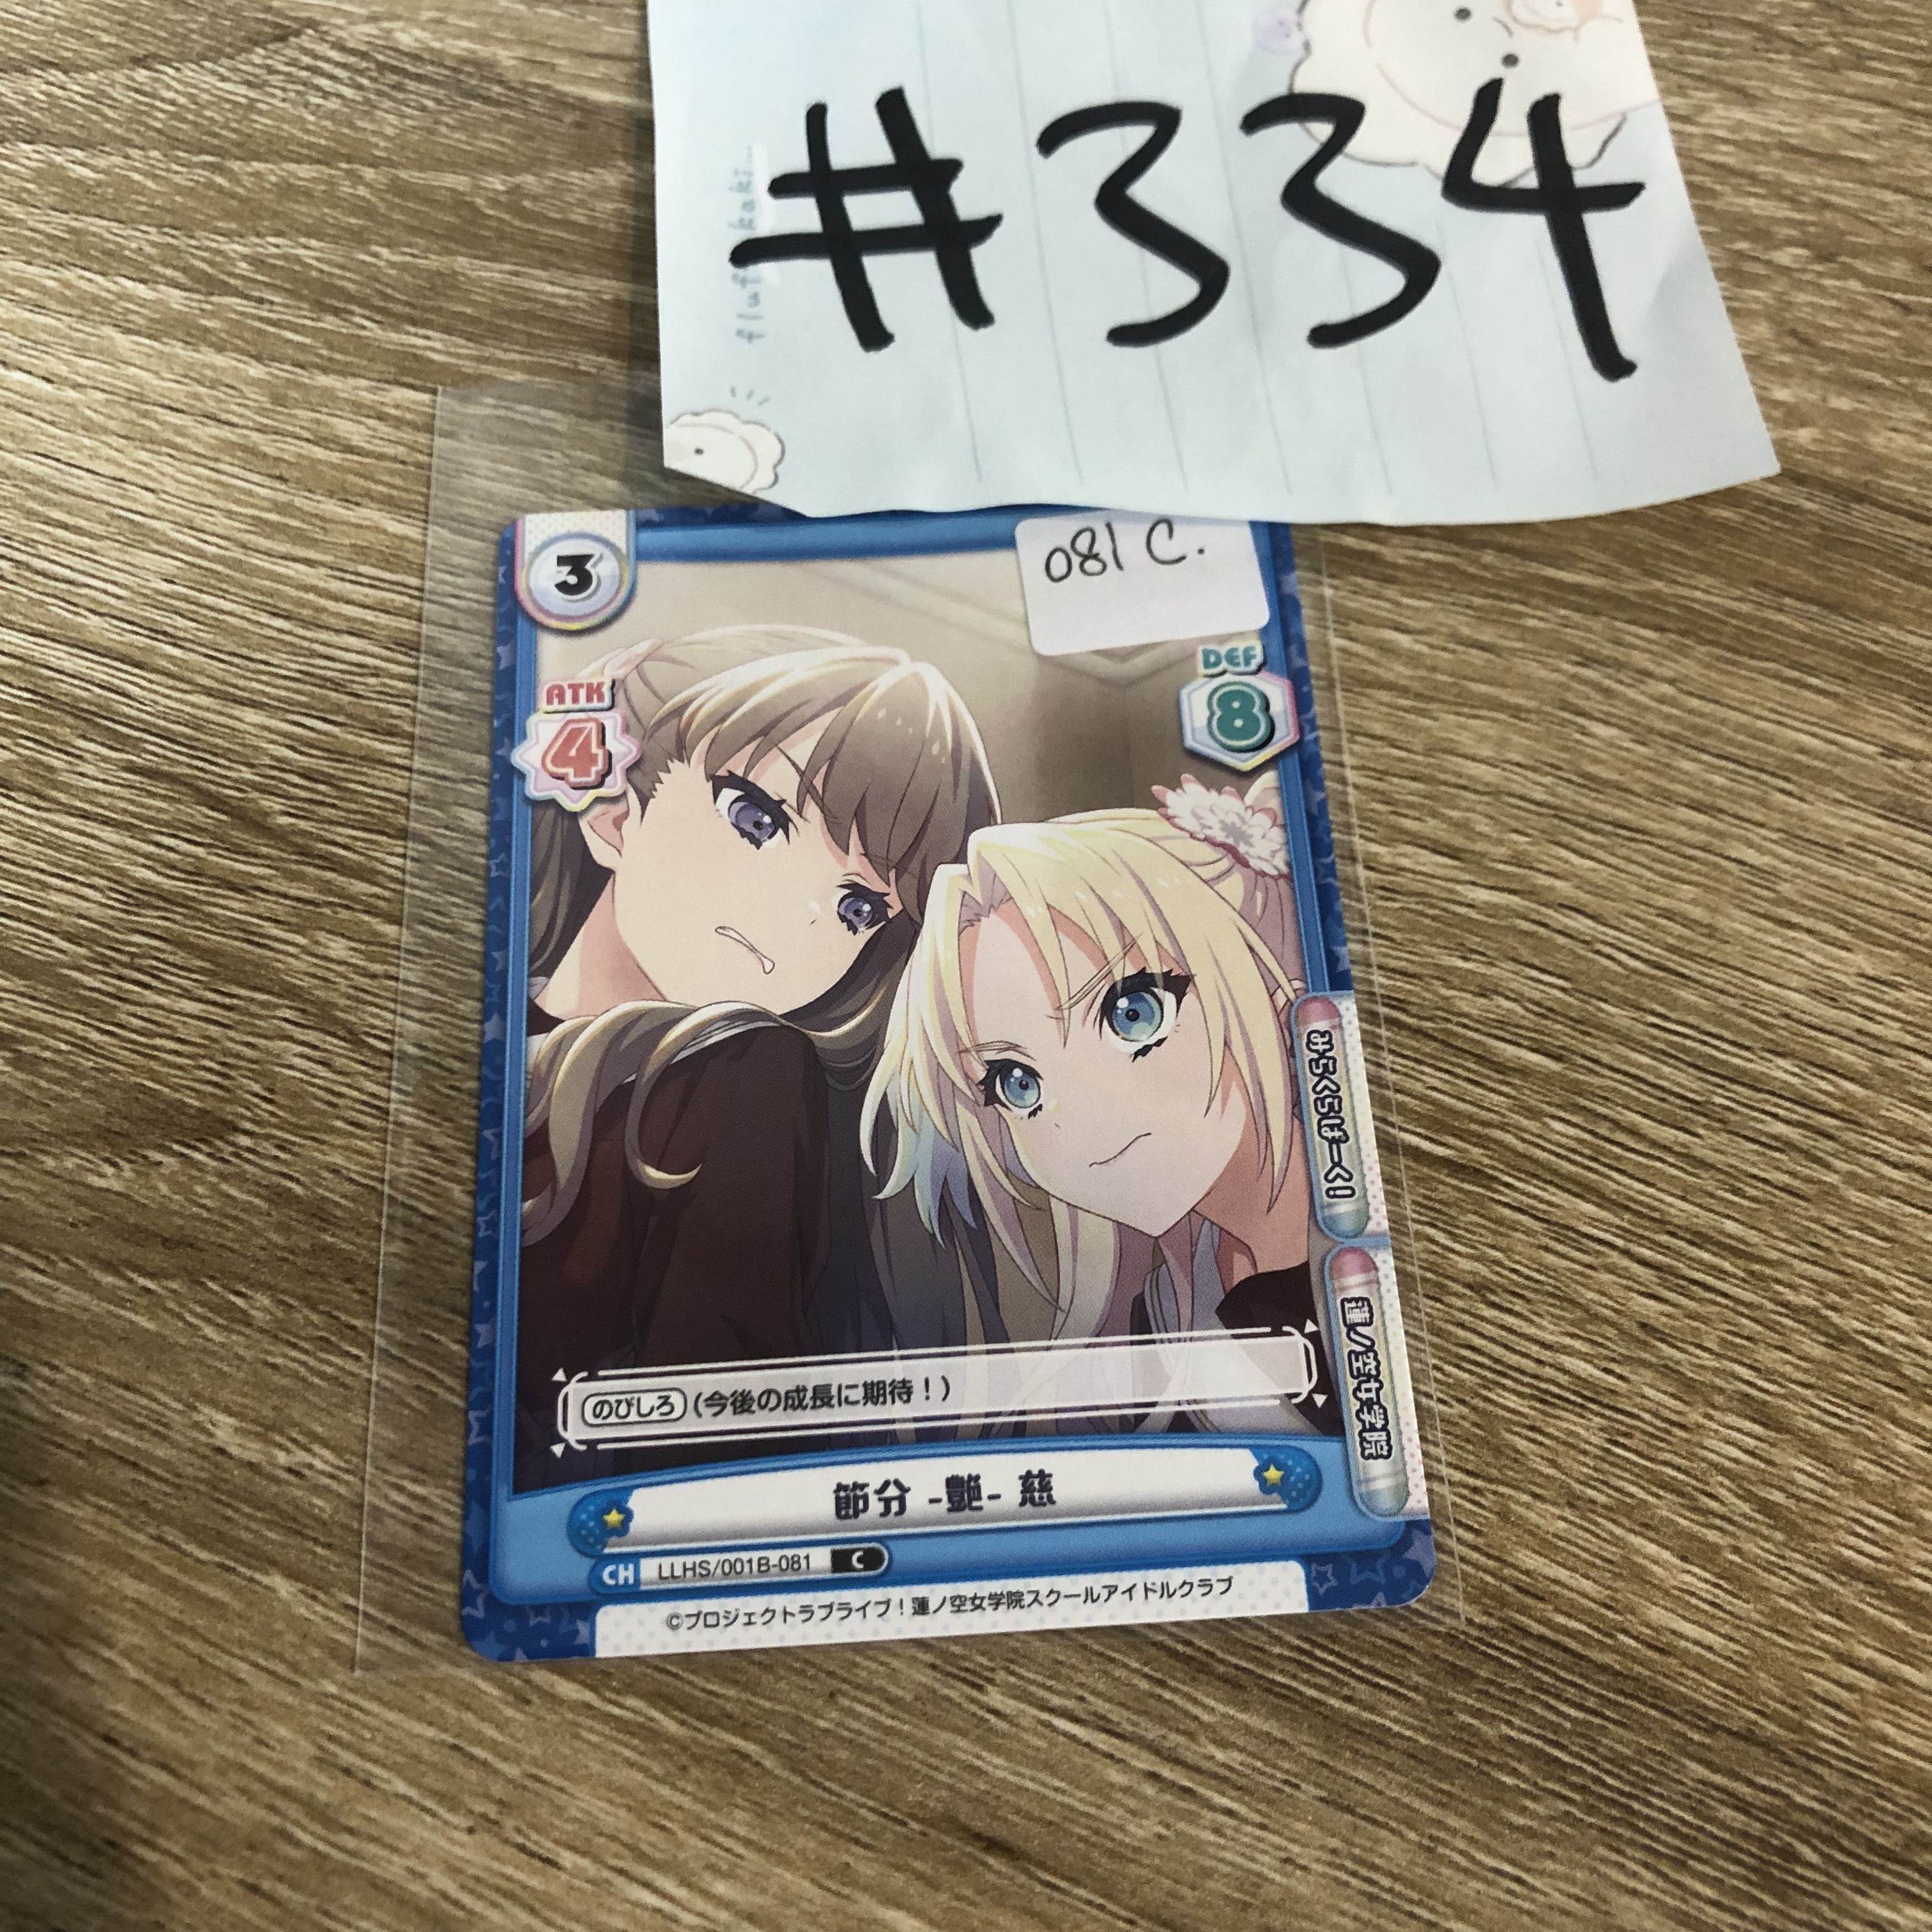 #334
081 C.
3
DEF
8
ATK
4
みらくらぱーく!
蓮ノ空女学院
のびしろ (今後の成長に期待!)
節分 -艶- 慈
CH LLHS/001B-081 C
©プロジェクトラブライブ!蓮ノ空女学院スクールアイドルクラブ